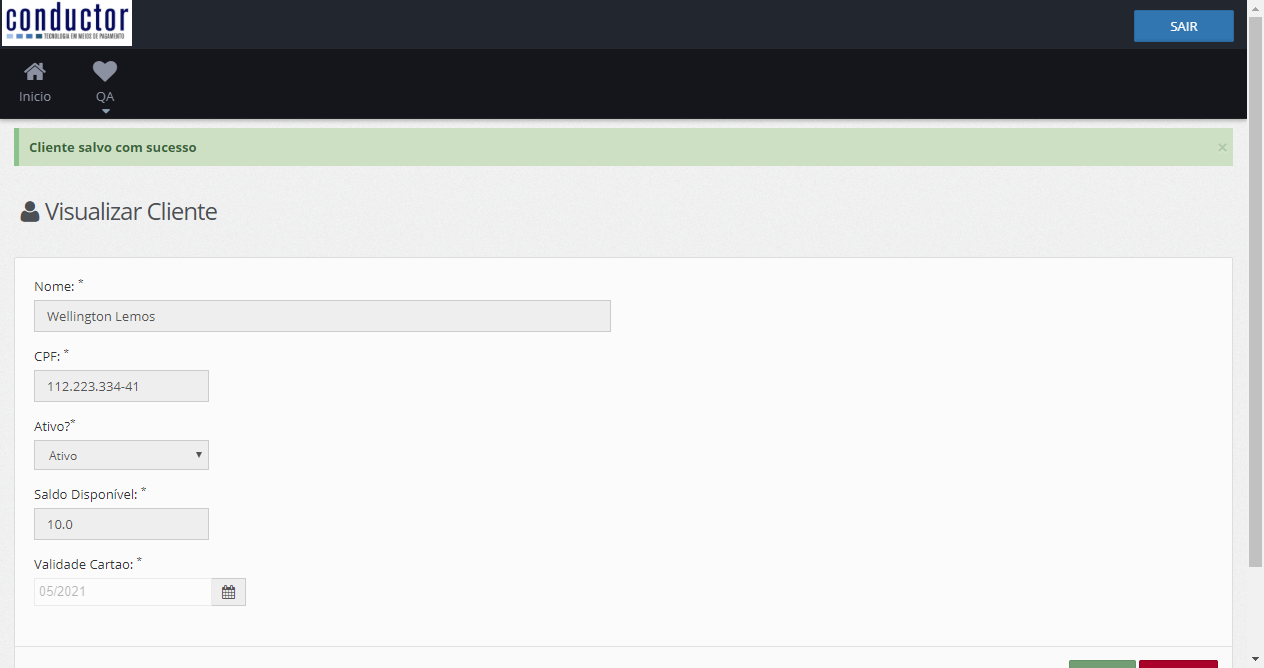 conductor
TECNOLOGIA EM MEIOS DE PAGAMENTO
SAIR
Inicio
QA
Cliente salvo com sucesso
×
Visualizar Cliente
Nome: *
Wellington Lemos
CPF: *
112.223.334-41
Ativo?*
Ativo
Saldo Disponível: *
10.0
Validade Cartao: *
05/2021